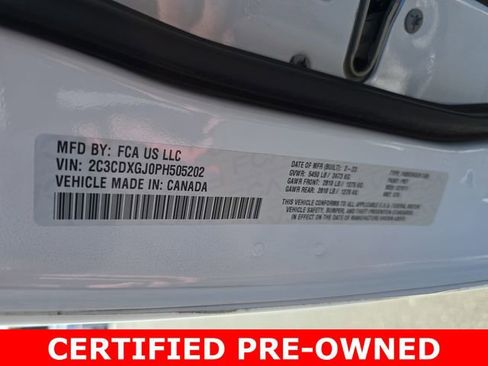 MFD BY: FCA US LLC
VIN: 2C3CDXGJ0PH505202
VEHICLE MADE IN: CANADA
DATE OF MFR (BUILT): 2-23
GVWR:
GAWR FRONT:
GAWR REAR:
THIS VEHICLE CONFORMS TO ALL APPLICABLE U.S.A. FEDERAL MOTOR
VEHICLE SAFETY, BUMPER, AND THEFT PREVENTION STANDARDS
IN EFFECT ON THE DATE OF MANUFACTURE SHOWN ABOVE.
CERTIFIED PRE-OWNED